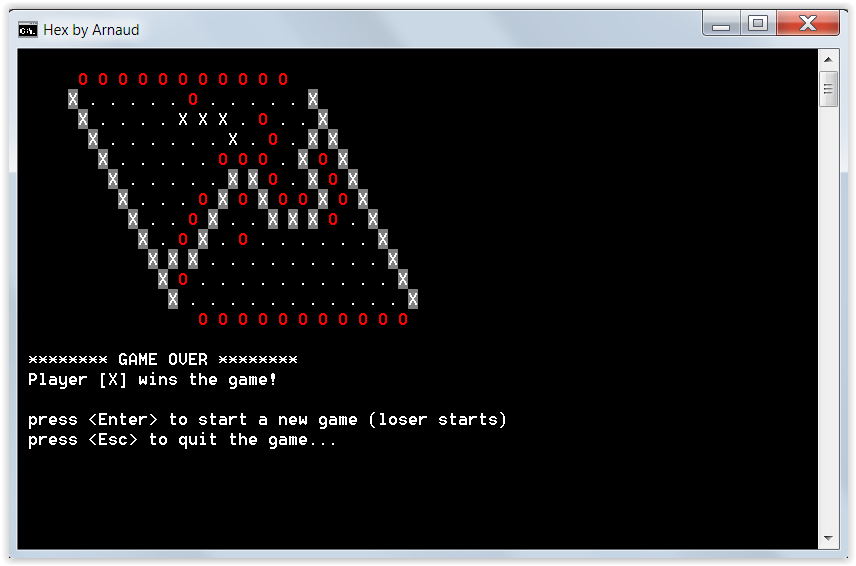 Hex by Arnaud
O O O O O O O O O O O
X . . . . . O . . . . . X
X . . . . X X X . O . . X
X . . . . . . X . O . X X
X . . . . . O O O . X O X
X . . . . . X X O . X O X
X . . . O X O X O O X O X
X . . O X . . X X X O . X
X . O X . O . . . . . . X
X X X . . . . . . . . . X
X O . . . . . . . . . . X
X . . . . . . . . . . . X
O O O O O O O O O O O
******** GAME OVER ********
Player [X] wins the game!
press <Enter> to start a new game (loser starts)
press <Esc> to quit the game...